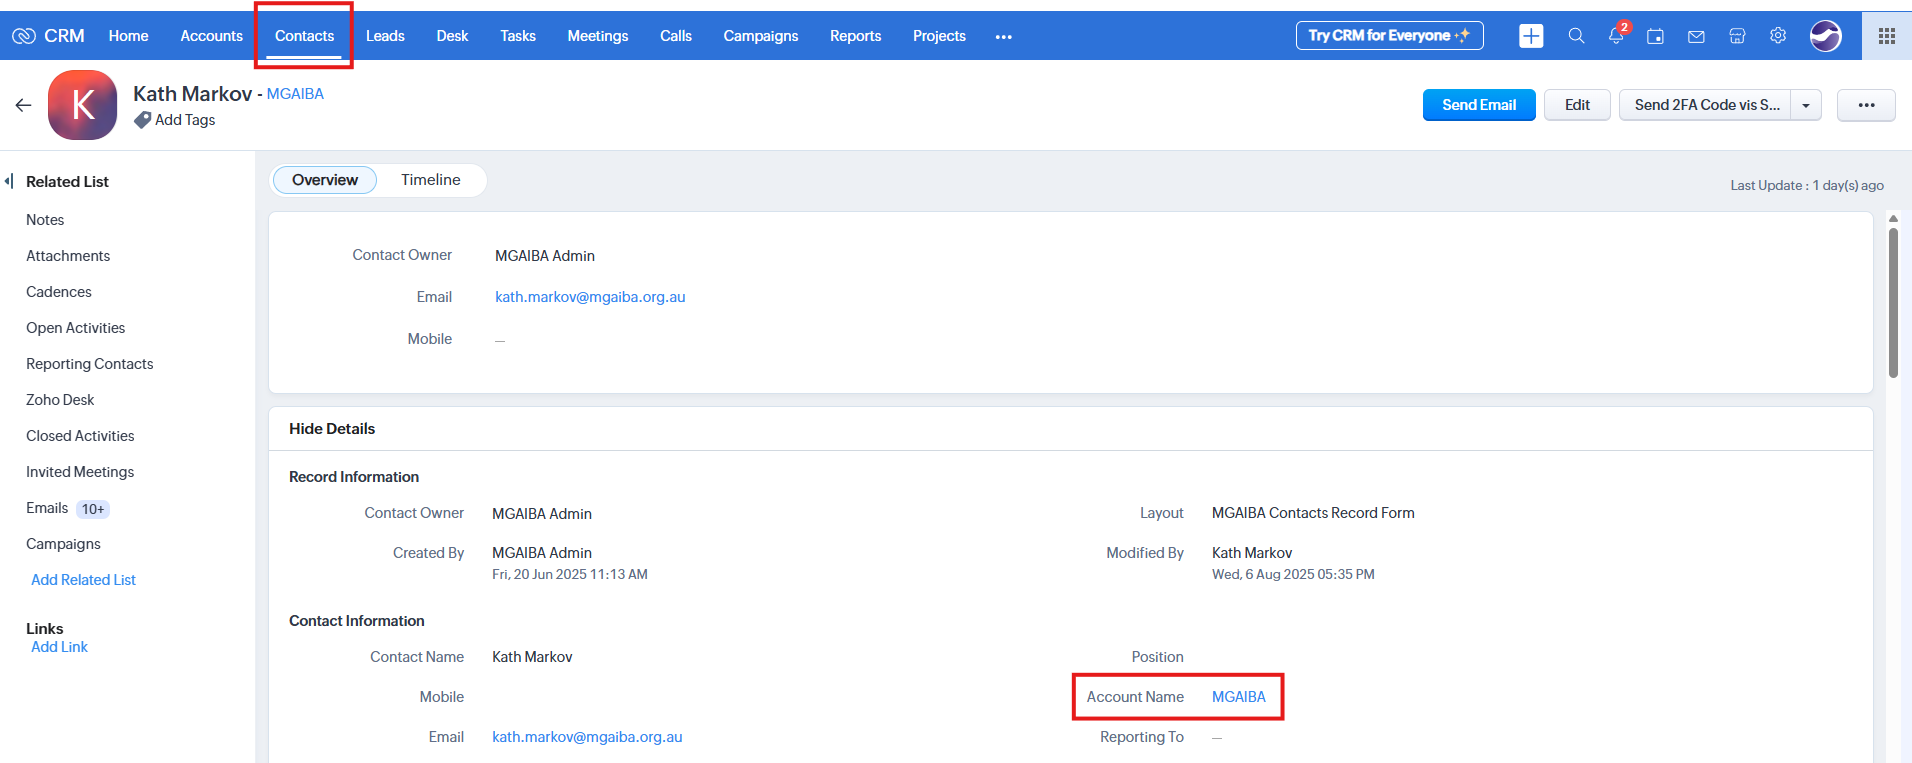 CRM Home Accounts Contacts Leads Desk Tasks Meetings Calls Campaigns Reports Projects ••• Try CRM for Everyone 2
K Kath Markov - MGAIBA
Add Tags
Send Email Edit Send 2FA Code vis S... •••
Related List
Notes
Attachments
Cadences
Open Activities
Reporting Contacts
Zoho Desk
Closed Activities
Invited Meetings
Emails 10+
Campaigns
Add Related List
Links
Add Link
Overview Timeline
Last Update : 1 day(s) ago
Contact Owner MGAIBA Admin
Email kath.markov@mgaiba.org.au
Mobile —
Hide Details
Record Information
Contact Owner MGAIBA Admin Layout MGAIBA Contacts Record Form
Created By MGAIBA Admin Modified By Kath Markov
Fri, 20 Jun 2025 11:13 AM Wed, 6 Aug 2025 05:35 PM
Contact Information
Contact Name Kath Markov Position
Mobile Account Name MGAIBA
Email kath.markov@mgaiba.org.au Reporting To —